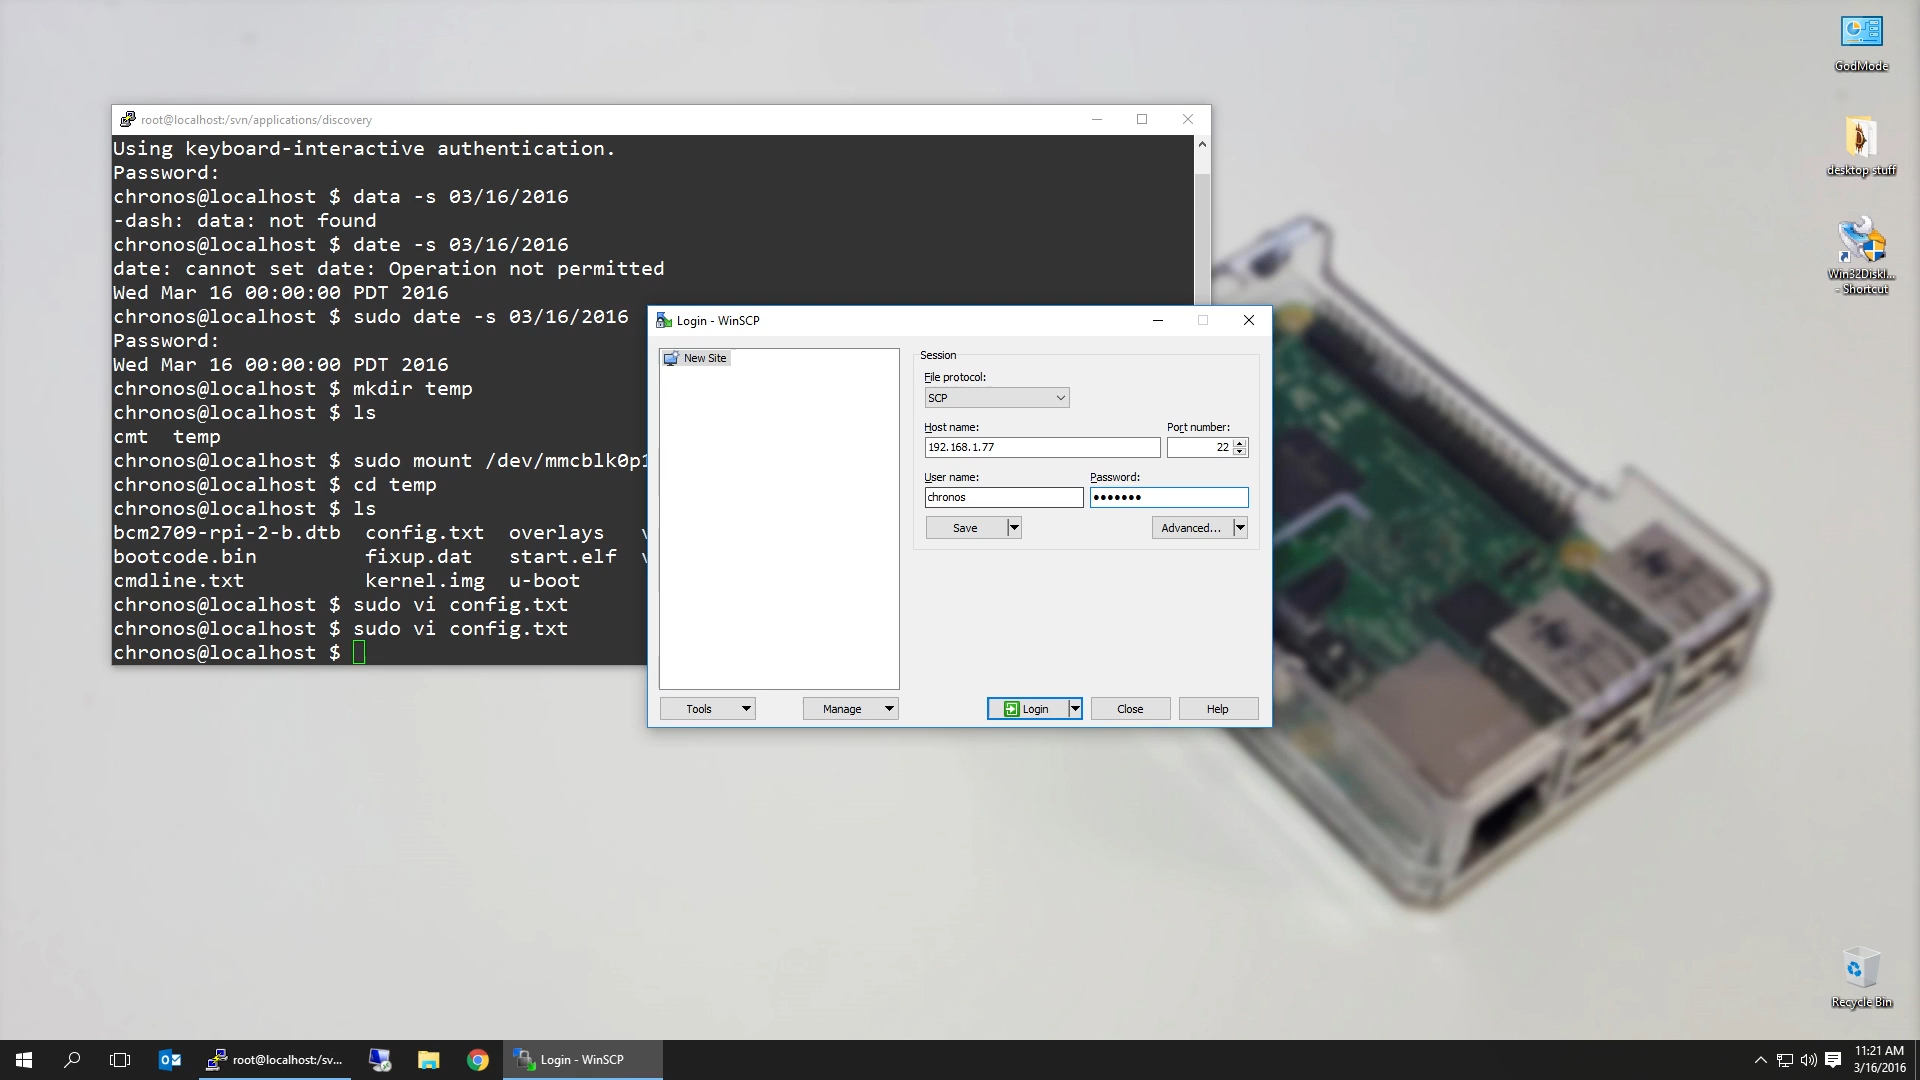 GodMode
desktop stuff
Win32DiskI...
- Shortcut
root@localhost:/svn/applications/discovery
Using keyboard-interactive authentication.
Password:
chronos@localhost $ data -s 03/16/2016
-dash: data: not found
chronos@localhost $ date -s 03/16/2016
date: cannot set date: Operation not permitted
Wed Mar 16 00:00:00 PDT 2016
chronos@localhost $ sudo date -s 03/16/2016
Password:
Wed Mar 16 00:00:00 PDT 2016
chronos@localhost $ mkdir temp
chronos@localhost $ ls
cmt  temp
chronos@localhost $ sudo mount /dev/mmcblk0p1
chronos@localhost $ cd temp
chronos@localhost $ ls
bcm2709-rpi-2-b.dtb  config.txt  overlays
bootcode.bin         fixup.dat   start.elf
cmdline.txt          kernel.img  u-boot
chronos@localhost $ sudo vi config.txt
chronos@localhost $ sudo vi config.txt
chronos@localhost $
Login - WinSCP
New Site
Session
File protocol:
SCP
Host name:
Port number:
192.168.1.77
22
User name:
Password:
chronos
•••••••
Save
Advanced...
Tools
Manage
Login
Close
Help
Recycle Bin
root@localhost:/sv...
Login - WinSCP
11:21 AM
3/16/2016